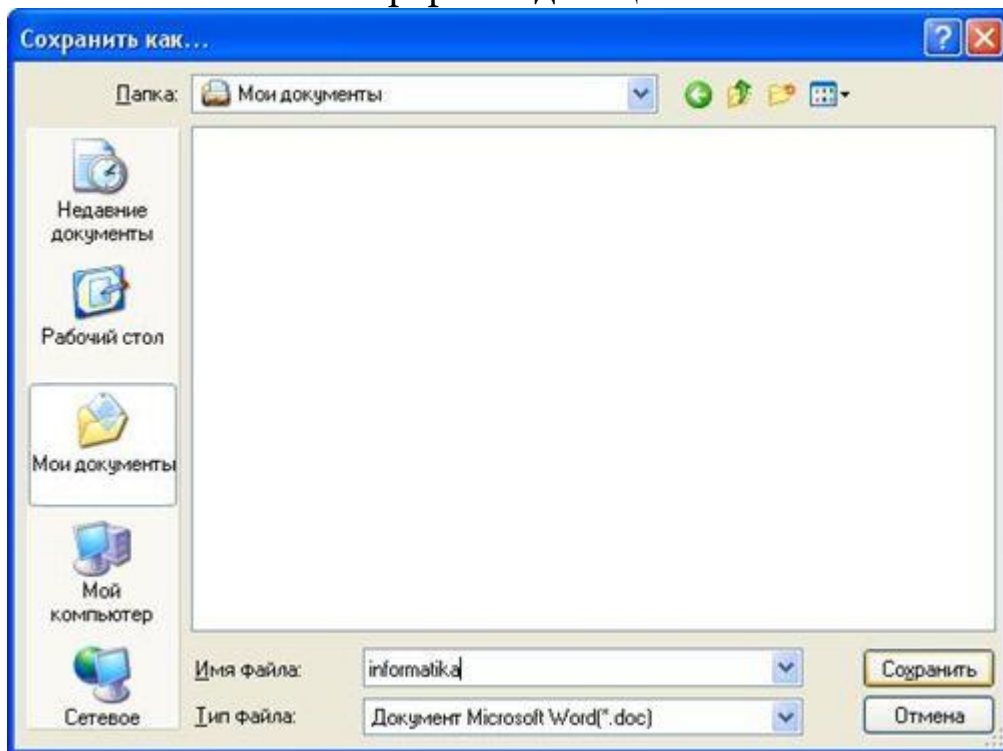 Сохранить как...
Папка: Мои документы
Недавние
документы
Рабочий стол
Мои документы
Мой
компьютер
Сетевое
Имя файла: informatika Сохранить
Тип файла: Документ Microsoft Word(*.doc) Отмена